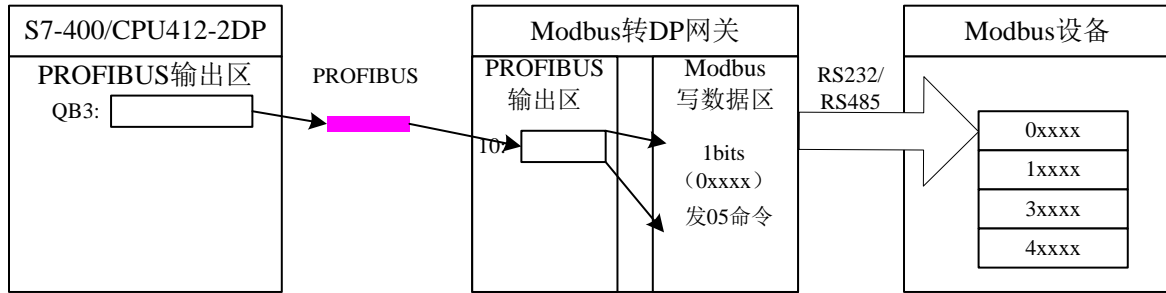 S7-400/CPU412-2DP
PROFIBUS输出区
QB3:
PROFIBUS
Modbus转DP网关
PROFIBUS
输出区
10:
Modbus
写数据区
1bits
（0xxxx）
发05命令
RS232/
RS485
Modbus设备
0xxxx
1xxxx
3xxxx
4xxxx